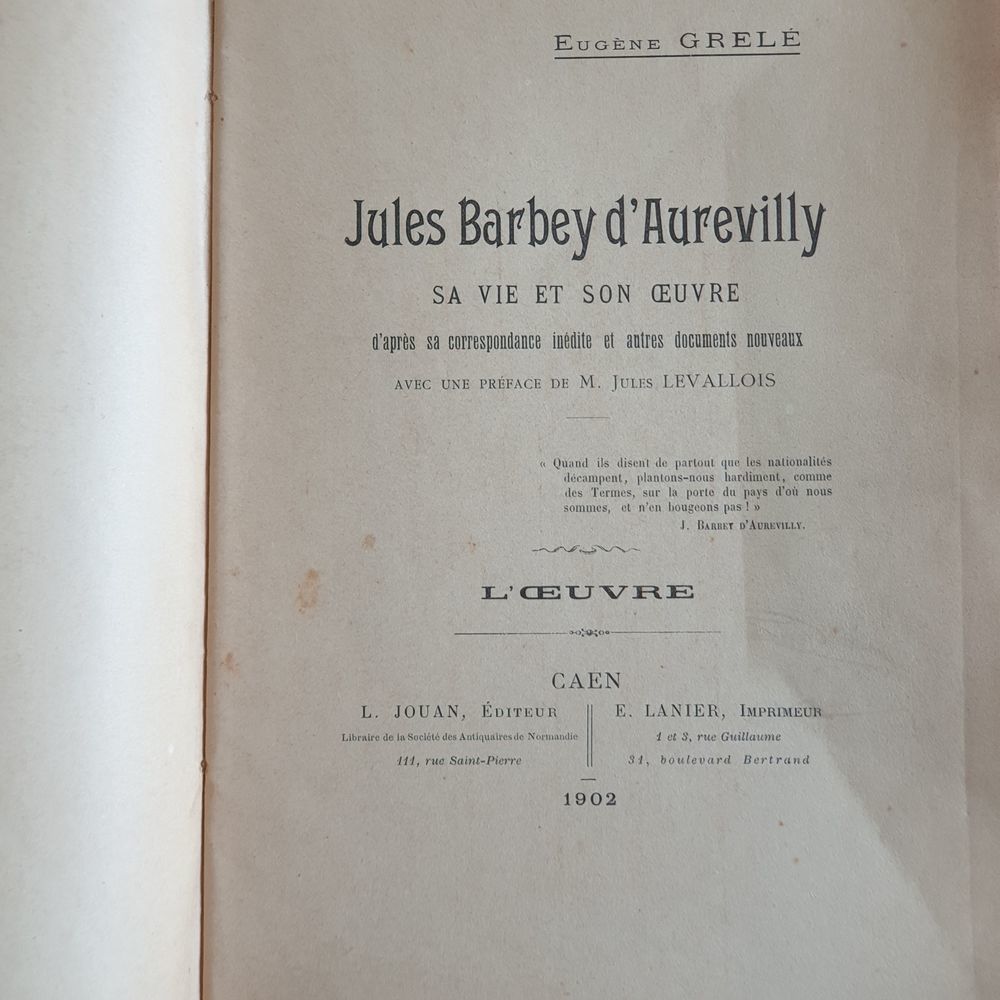 Eugène GRELÉ
Jules Barbey d'Aurevilly
SA VIE ET SON ŒUVRE
d'après sa correspondance inédite et autres documents nouveaux
AVEC UNE PRÉFACE DE M. Jules LEVALLOIS
« Quand ils disent de partout que les nationalités
décampent, plantons-nous hardiment, comme
des Termes, sur la porte du pays d'où nous
sommes, et n'en bougeons pas ! »
J. Barbey d'Aurevilly.
L'ŒUVRE
CAEN
L. JOUAN, Éditeur
Libraire de la Société des Antiquaires de Normandie
111, rue Saint-Pierre
E. LANIER, Imprimeur
1 et 3, rue Guillaume
31, boulevard Bertrand
1902